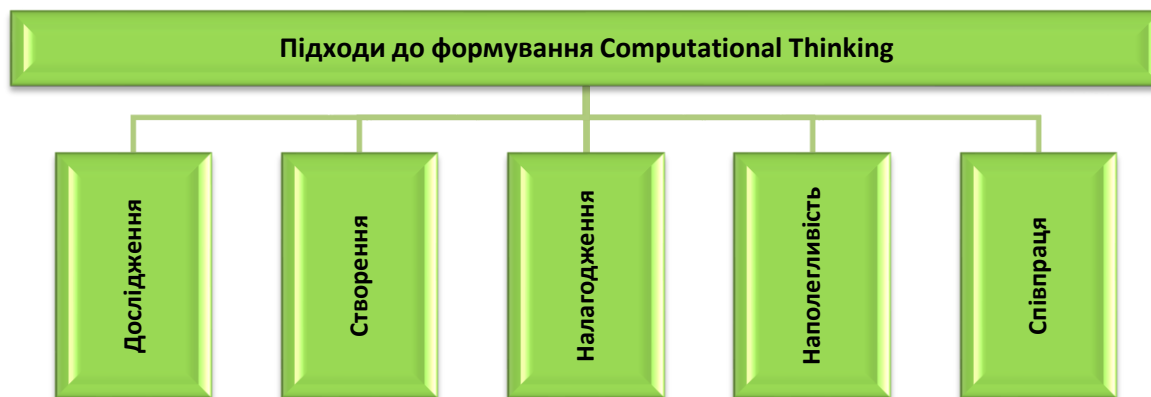 Підходи до формування Computational Thinking
Дослідження
Створення
Налагодження
Наполегливість
Співпраця